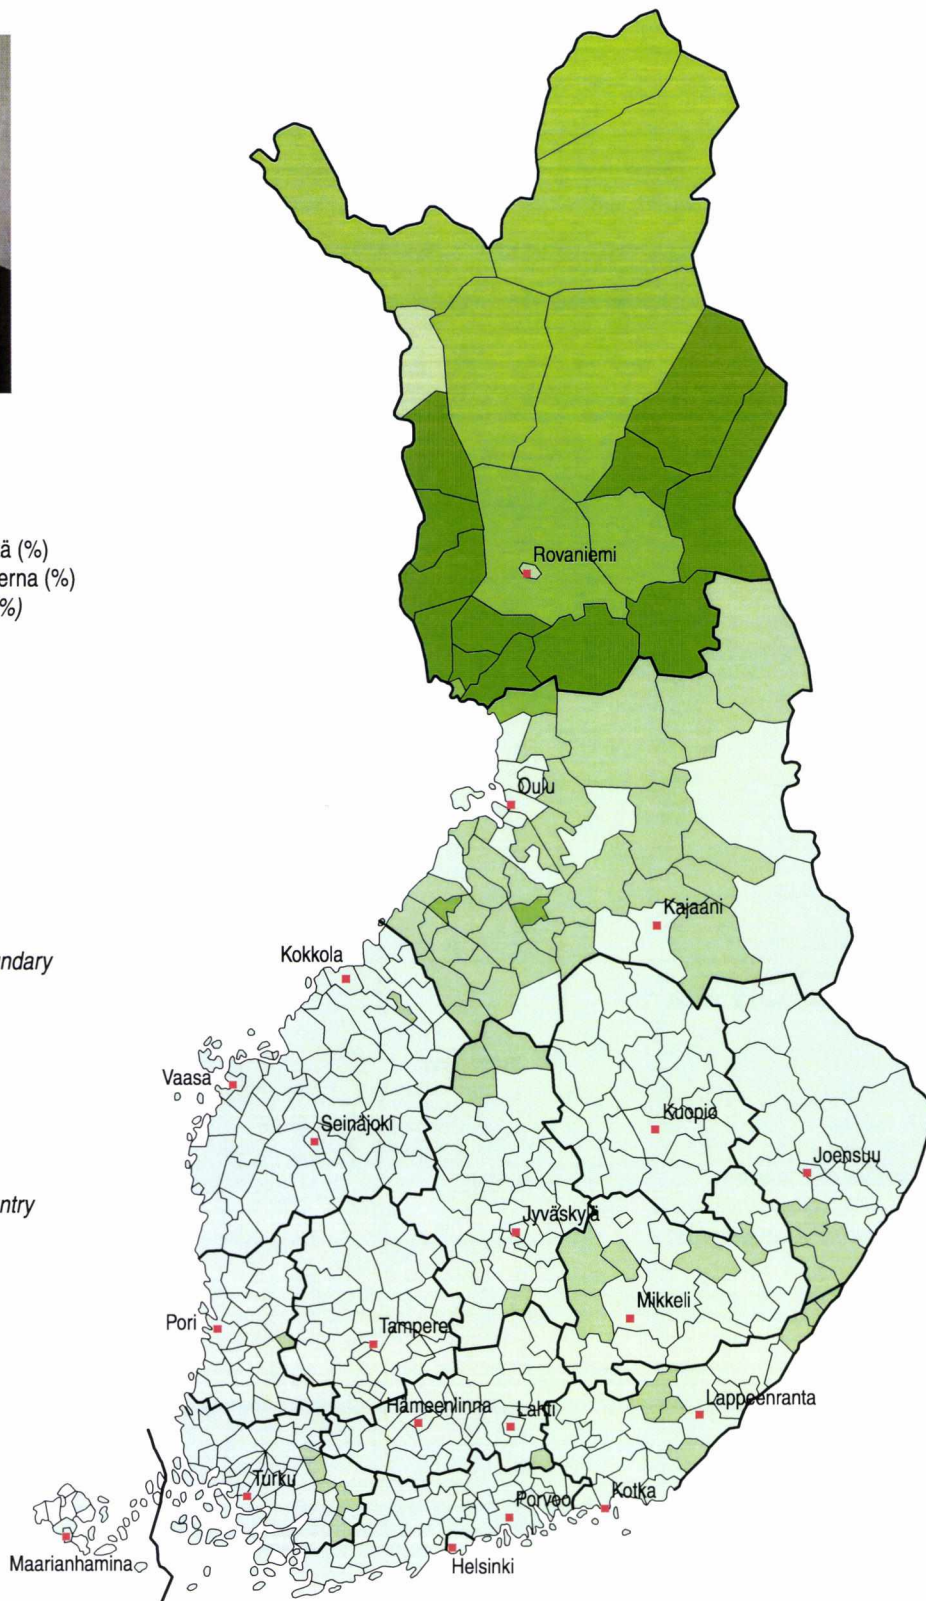 ä (%)
erna (%)
%)
Rovaniemi
Oulu
Kajaani
ndary
Kokkola
Vaasa
Seinäjoki
Kuopio
Joensuu
ntry
Jyväskylä
Mikkeli
Pori
Tampere
Hämeenlinna
Lahti
Lappeenranta
Turku
Porvoo
Kotka
Maarianhamina
Helsinki